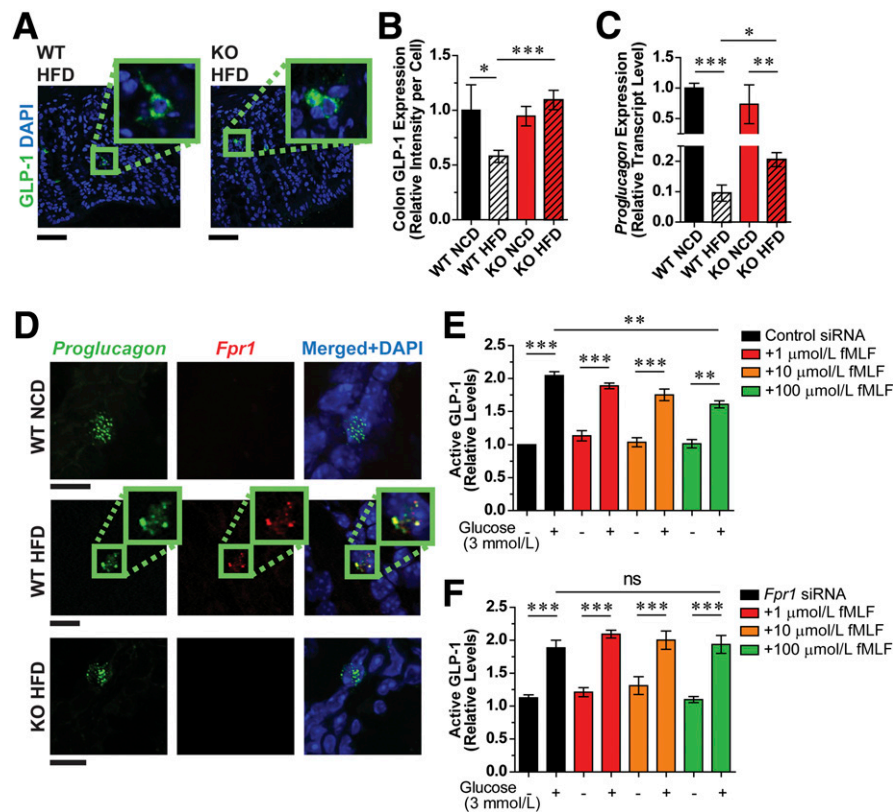 A
WT
HFD
KO
HFD
GLP-1 DAPI
B
Colon GLP-1 Expression
(Relative Intensity per Cell)
1.5
1.0
0.5
0.0
*
***
WT NCD
WT HFD
KO NCD
KO HFD
C
Proglucagon Expression
(Relative Transcript Level)
1.0
0.5
0.2
0.1
0.0
*
***
**
WT NCD
WT HFD
KO NCD
KO HFD
D
Proglucagon
Fpr1
Merged+DAPI
WT NCD
WT HFD
KO HFD
E
Active GLP-1
(Relative Levels)
2.5
2.0
1.5
1.0
0.5
0.0
**
***
***
***
**
Glucose
(3 mmol/L)
- + - + - + - +
Control siRNA
+1 μmol/L fMLF
+10 μmol/L fMLF
+100 μmol/L fMLF
F
Active GLP-1
(Relative Levels)
2.5
2.0
1.5
1.0
0.5
0.0
ns
***
***
***
***
Glucose
(3 mmol/L)
- + - + - + - +
Fpr1 siRNA
+1 μmol/L fMLF
+10 μmol/L fMLF
+100 μmol/L fMLF